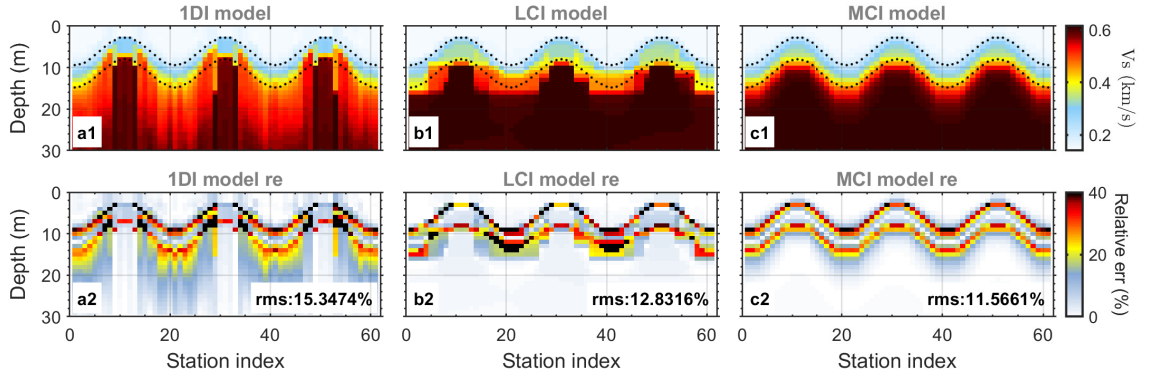 1DI model
LCI model
MCI model
0
10
20
30
Depth (m)
a1
b1
c1
0.6
0.4
0.2
Vs (km/s)
1DI model re
LCI model re
MCI model re
0
10
20
30
Depth (m)
a2
rms:15.3474%
b2
rms:12.8316%
c2
rms:11.5661%
40
20
0
Relative err (%)
0 20 40 60
0 20 40 60
0 20 40 60
Station index
Station index
Station index